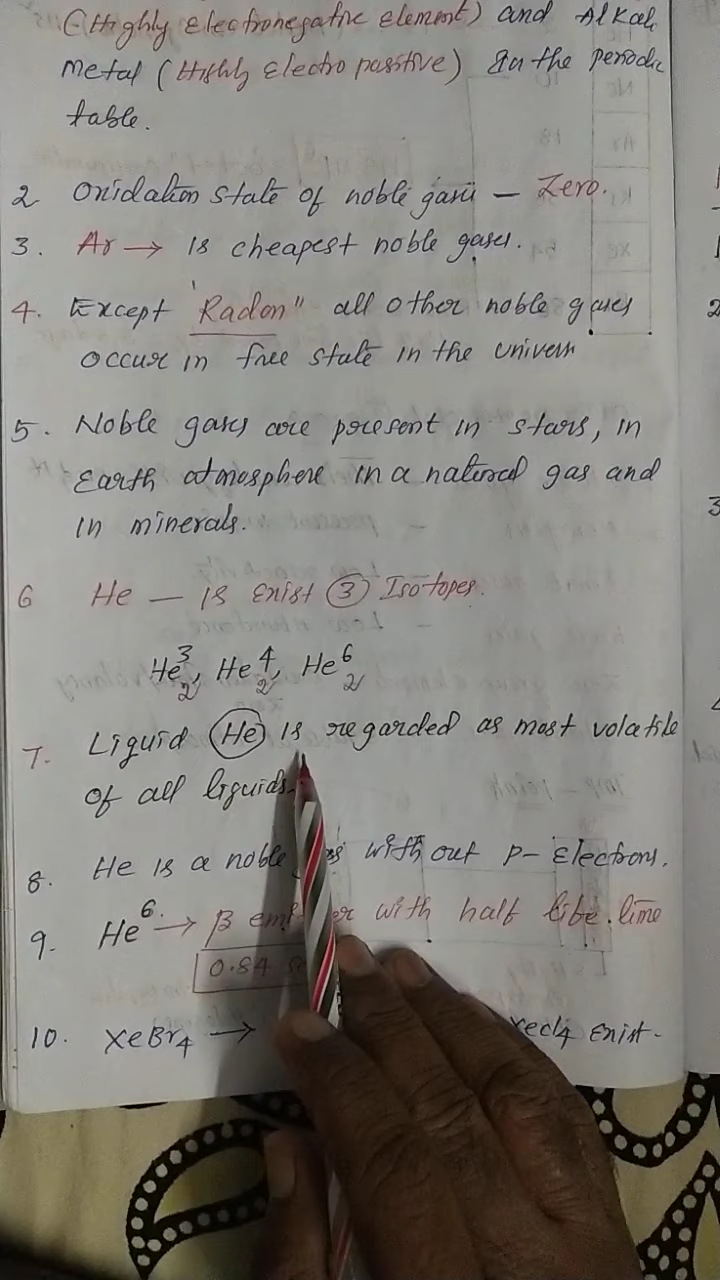 (Highly electronegative element) and Alkali
metal (Highly Electro positive) In the periodic
table.
2 Oxidation state of noble gases – Zero.
3. Ar → is cheapest noble gases.
4. Except 'Radon" all other noble gases
occur in free state in the univers
5. Noble gases are present in stars, in
Earth atmosphere in a natural gas and
in minerals.
6 He – is exist 3 Isotopes.
He 3 2, He 4 2, He 6 2
7. Liquid He is regarded as most volatile
of all liquids.
8. He is a noble with out p- Electrons.
9. He 6. → β with half life. time
0.84
10. XeBr4 → XeCl4 Exist.